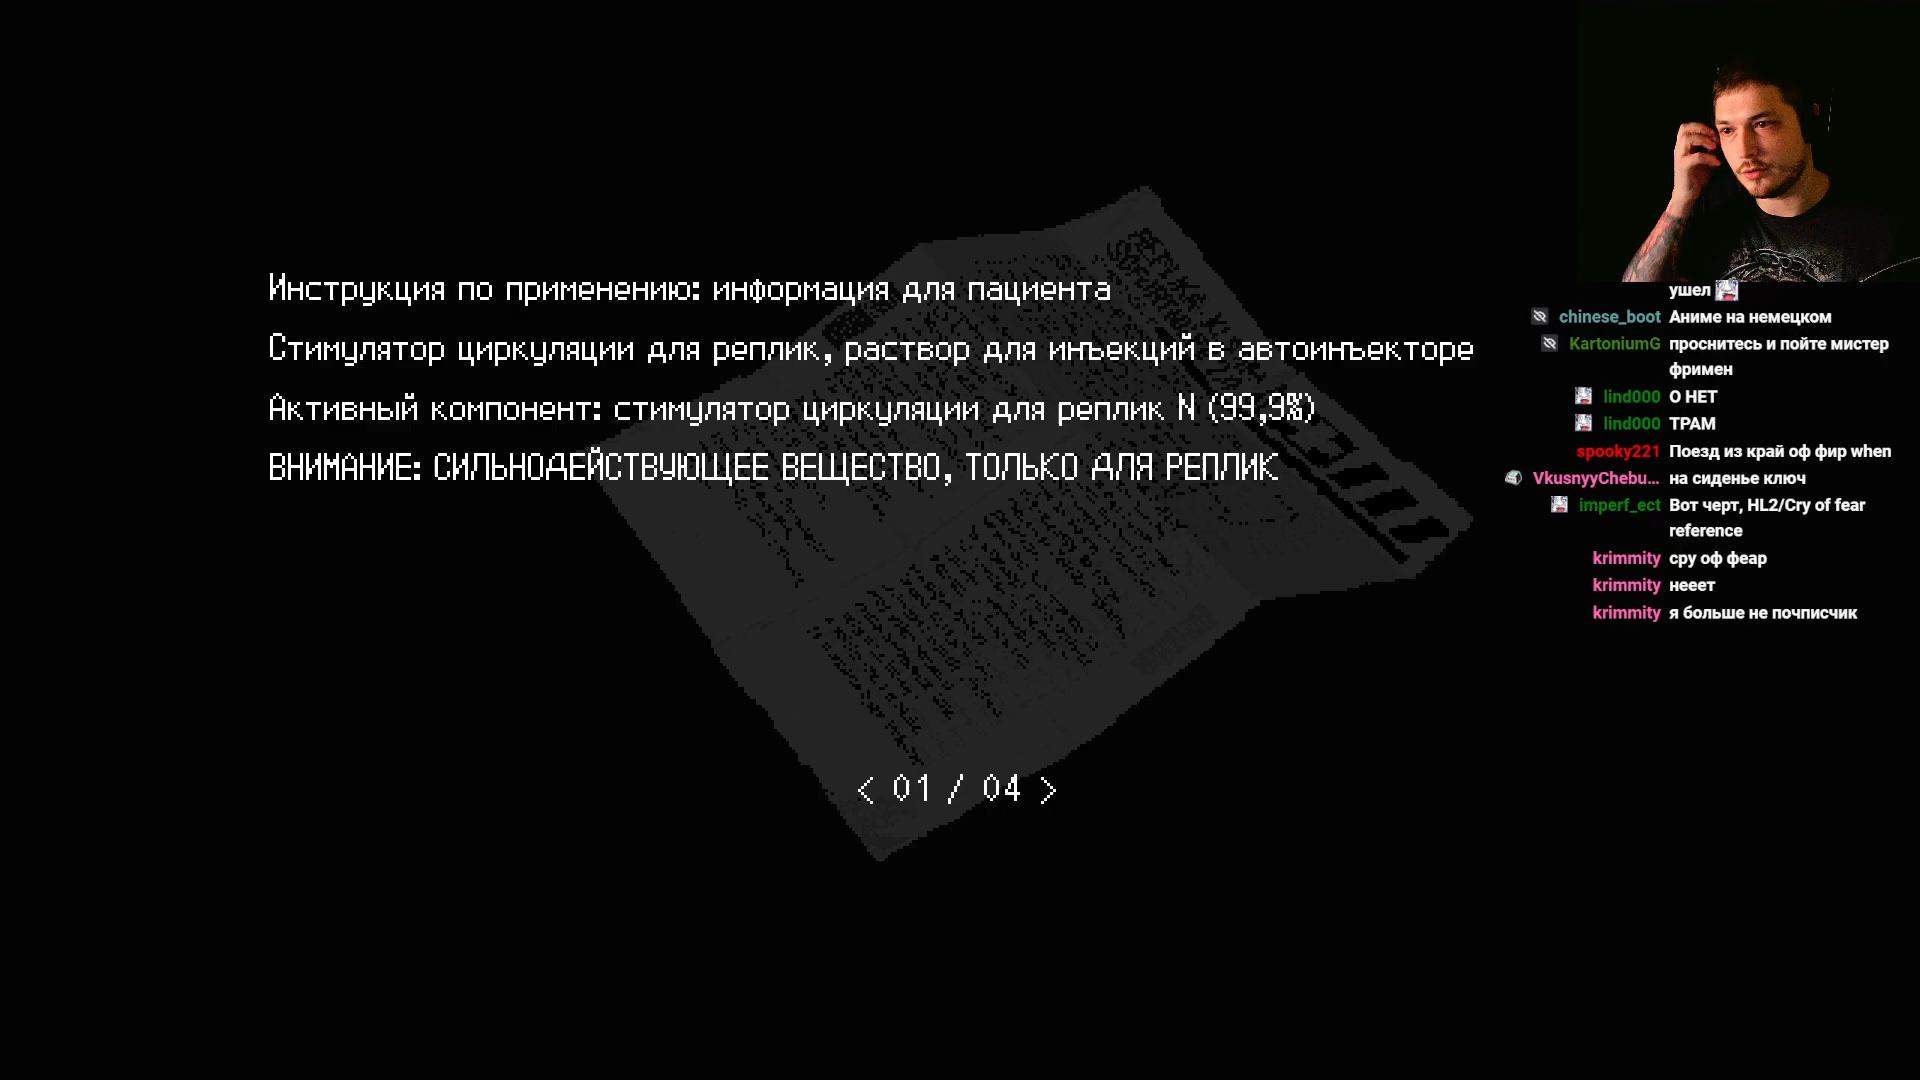 Инструкция по применению: информация для пациента
Стимулятор циркуляции для реплик, раствор для инъекций в автоинъекторе
Активный компонент: стимулятор циркуляции для реплик N (99,9%)
ВНИМАНИЕ: СИЛЬНОДЕЙСТВУЮЩЕЕ ВЕЩЕСТВО, ТОЛЬКО ДЛЯ РЕПЛИК
< 01 / 04 >
ушел
chinese_boot Аниме на немецком
KartoniumG проснитесь и пойте мистер
фримен
lind000 О НЕТ
lind000 ТРАМ
spooky221 Поезд из край оф фир when
VkusnyyChebu... на сиденье ключ
imperf_ect Вот черт, HL2/Cry of fear
reference
krimmity сру оф феар
krimmity нееет
krimmity я больше не почписчик